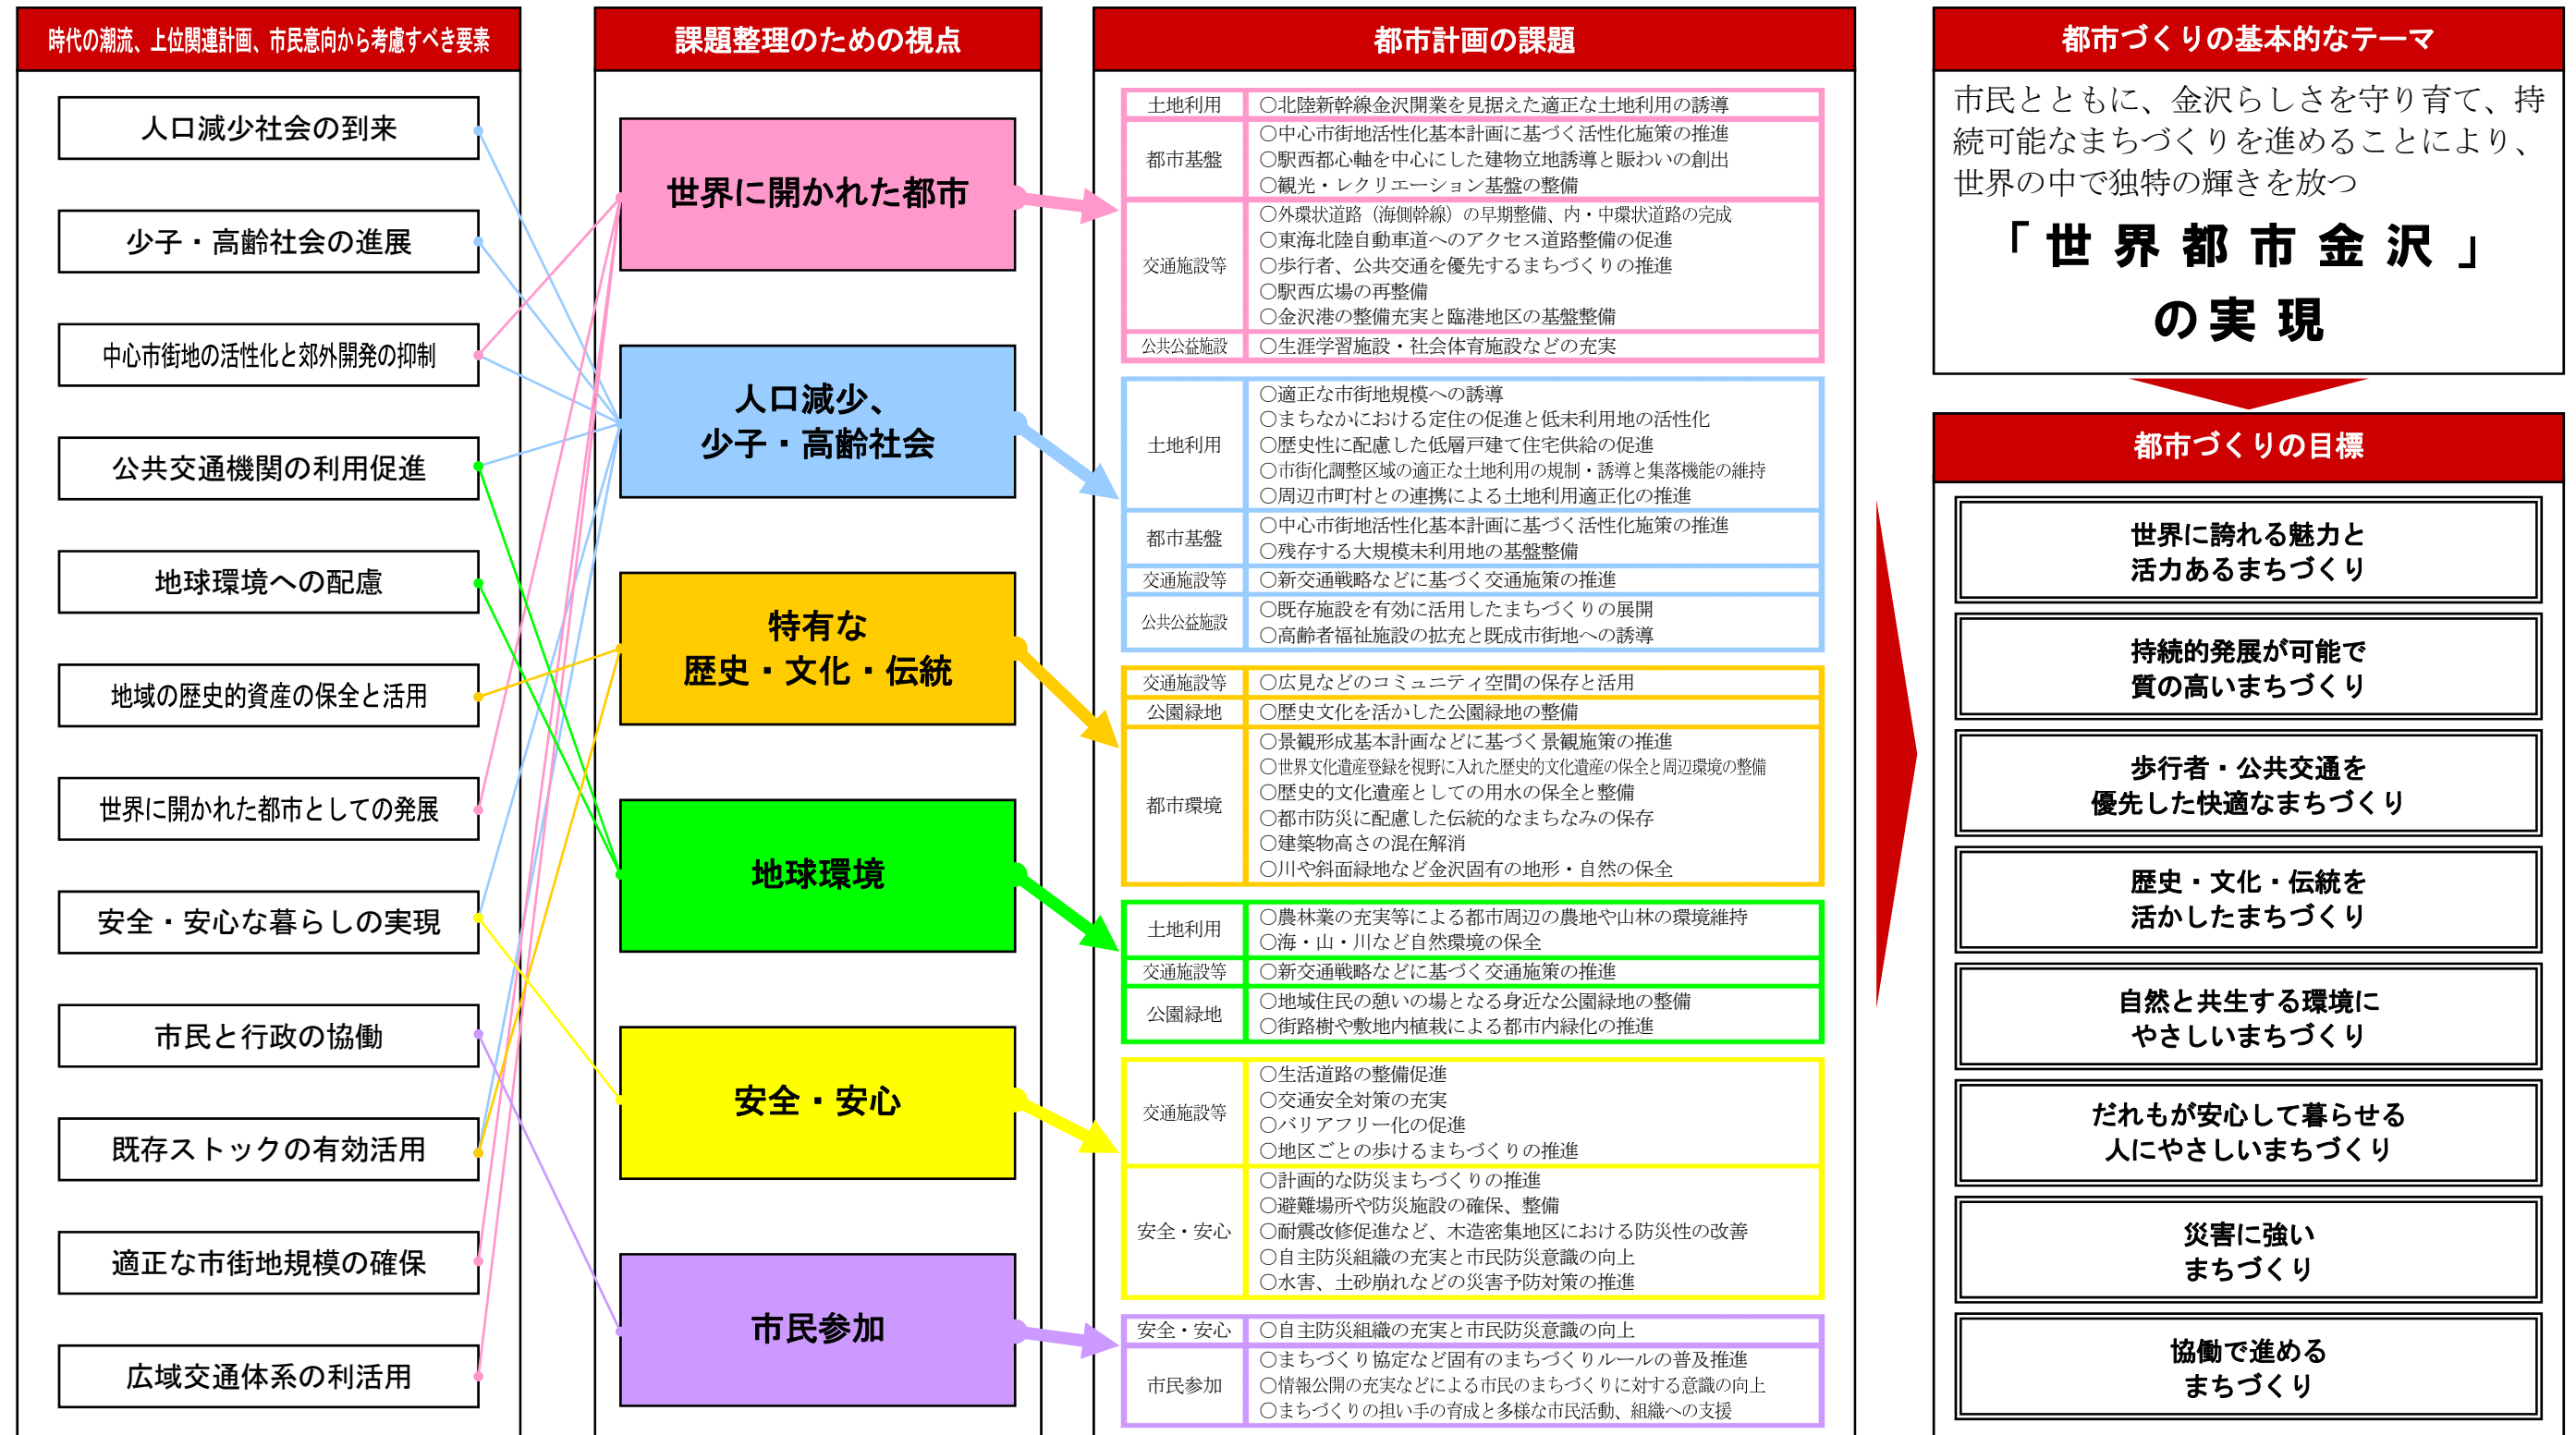 時代の潮流、上位関連計画、市民意向から考慮すべき要素
人口減少社会の到来
少子・高齢社会の進展
中心市街地の活性化と郊外開発の抑制
公共交通機関の利用促進
地球環境への配慮
地域の歴史的資産の保全と活用
世界に開かれた都市としての発展
安全・安心な暮らしの実現
市民と行政の協働
既存ストックの有効活用
適正な市街地規模の確保
広域交通体系の利活用
課題整理のための視点
世界に開かれた都市
人口減少、
少子・高齢社会
特有な
歴史・文化・伝統
地球環境
安全・安心
市民参加
都市計画の課題
土地利用
○北陸新幹線金沢開業を見据えた適正な土地利用の誘導
都市基盤
○中心市街地活性化基本計画に基づく活性化施策の推進
○駅西都心軸を中心にした建物立地誘導と賑わいの創出
○観光・レクリエーション基盤の整備
交通施設等
○外環状道路（海側幹線）の早期整備、内・中環状道路の完成
○東海北陸自動車道へのアクセス道路整備の促進
○歩行者、公共交通を優先するまちづくりの推進
○駅西広場の再整備
○金沢港の整備充実と臨港地区の基盤整備
公共公益施設
○生涯学習施設・社会体育施設などの充実
土地利用
○適正な市街地規模への誘導
○まちなかにおける定住の促進と低未利用地の活性化
○歴史性に配慮した低層戸建て住宅供給の促進
○市街化調整区域の適正な土地利用の規制・誘導と集落機能の維持
○周辺市町村との連携による土地利用適正化の推進
都市基盤
○中心市街地活性化基本計画に基づく活性化施策の推進
○残存する大規模未利用地の基盤整備
交通施設等
○新交通戦略などに基づく交通施策の推進
公共公益施設
○既存施設を有効に活用したまちづくりの展開
○高齢者福祉施設の拡充と既成市街地への誘導
交通施設等
○広見などのコミュニティ空間の保存と活用
公園緑地
○歴史文化を活かした公園緑地の整備
都市環境
○景観形成基本計画などに基づく景観施策の推進
○世界文化遺産登録を視野に入れた歴史的文化遺産の保全と周辺環境の整備
○歴史的文化遺産としての用水の保全と整備
○都市防災に配慮した伝統的なまちなみの保存
○建築物高さの混在解消
○川や斜面緑地など金沢固有の地形・自然の保全
土地利用
○農林業の充実等による都市周辺の農地や山林の環境維持
○海・山・川など自然環境の保全
交通施設等
○新交通戦略などに基づく交通施策の推進
公園緑地
○地域住民の憩いの場となる身近な公園緑地の整備
○街路樹や敷地内植栽による都市内緑化の推進
交通施設等
○生活道路の整備促進
○交通安全対策の充実
○バリアフリー化の促進
○地区ごとの歩けるまちづくりの推進
安全・安心
○計画的な防災まちづくりの推進
○避難場所や防災施設の確保、整備
○耐震改修促進など、木造密集地区における防災性の改善
○自主防災組織の充実と市民防災意識の向上
○水害、土砂崩れなどの災害予防対策の推進
安全・安心
○自主防災組織の充実と市民防災意識の向上
市民参加
○まちづくり協定など固有のまちづくりルールの普及推進
○情報公開の充実などによる市民のまちづくりに対する意識の向上
○まちづくりの担い手の育成と多様な市民活動、組織への支援
都市づくりの基本的なテーマ
市民とともに、金沢らしさを守り育て、持
続可能なまちづくりを進めることにより、
世界の中で独特の輝きを放つ
「世界都市金沢」
の実現
都市づくりの目標
世界に誇れる魅力と
活力あるまちづくり
持続的発展が可能で
質の高いまちづくり
歩行者・公共交通を
優先した快適なまちづくり
歴史・文化・伝統を
活かしたまちづくり
自然と共生する環境に
やさしいまちづくり
だれもが安心して暮らせる
人にやさしいまちづくり
災害に強い
まちづくり
協働で進める
まちづくり